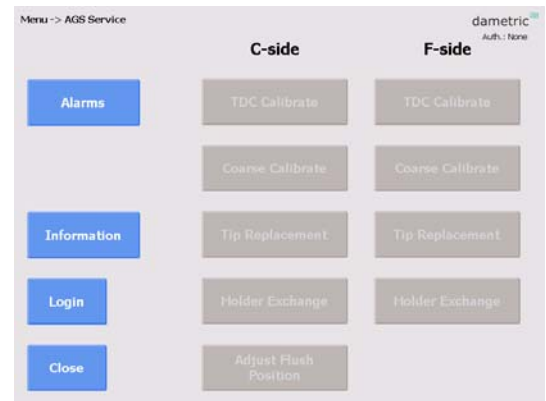 Menu -> AGS Service
dametric
Auth.: None
C-side
F-side
Alarms
TDC Calibrate
TDC Calibrate
Coarse Calibrate
Coarse Calibrate
Information
Tip Replacement
Tip Replacement
Login
Holder Exchange
Holder Exchange
Close
Adjust Flush
Position